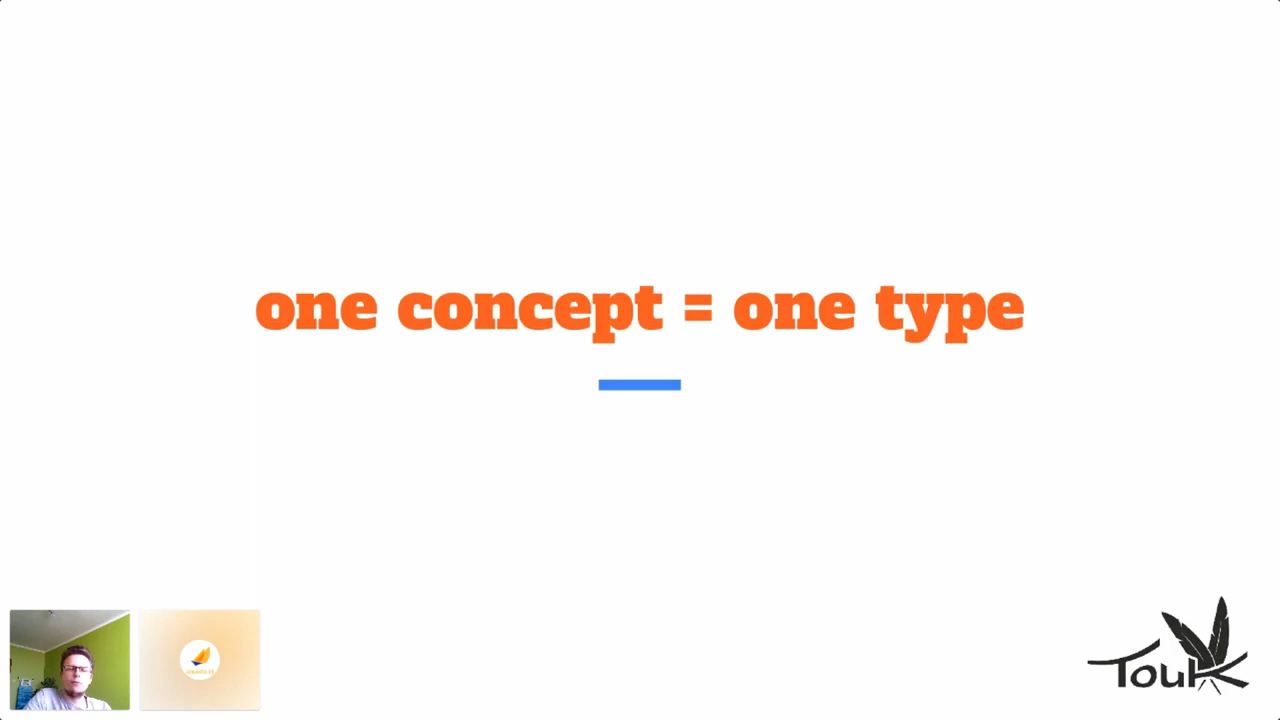 one concept = one type
TouK